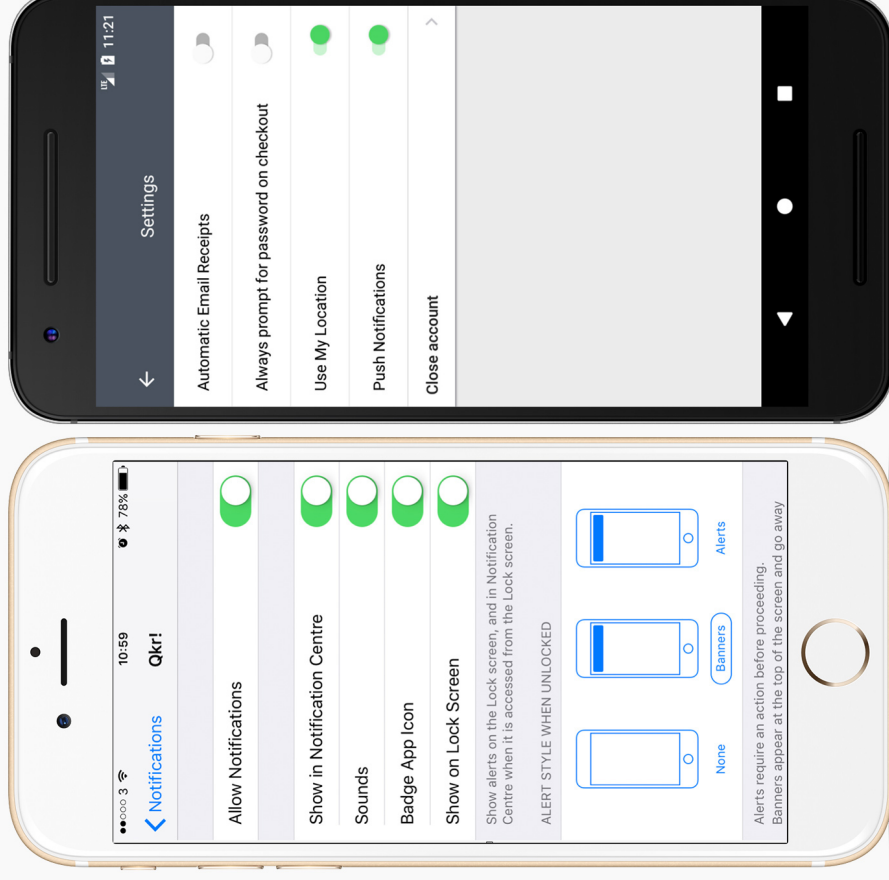 ●●○○○ 3 10:59 78%
Notifications Qkr!
Allow Notifications
Show in Notification Centre
Sounds
Badge App Icon
Show on Lock Screen
Show alerts on the Lock screen, and in Notification
Centre when it is accessed from the Lock screen.
ALERT STYLE WHEN UNLOCKED
None Banners Alerts
Alerts require an action before proceeding.
Banners appear at the top of the screen and go away
LTE 11:21
Settings
Automatic Email Receipts
Always prompt for password on checkout
Use My Location
Push Notifications
Close account